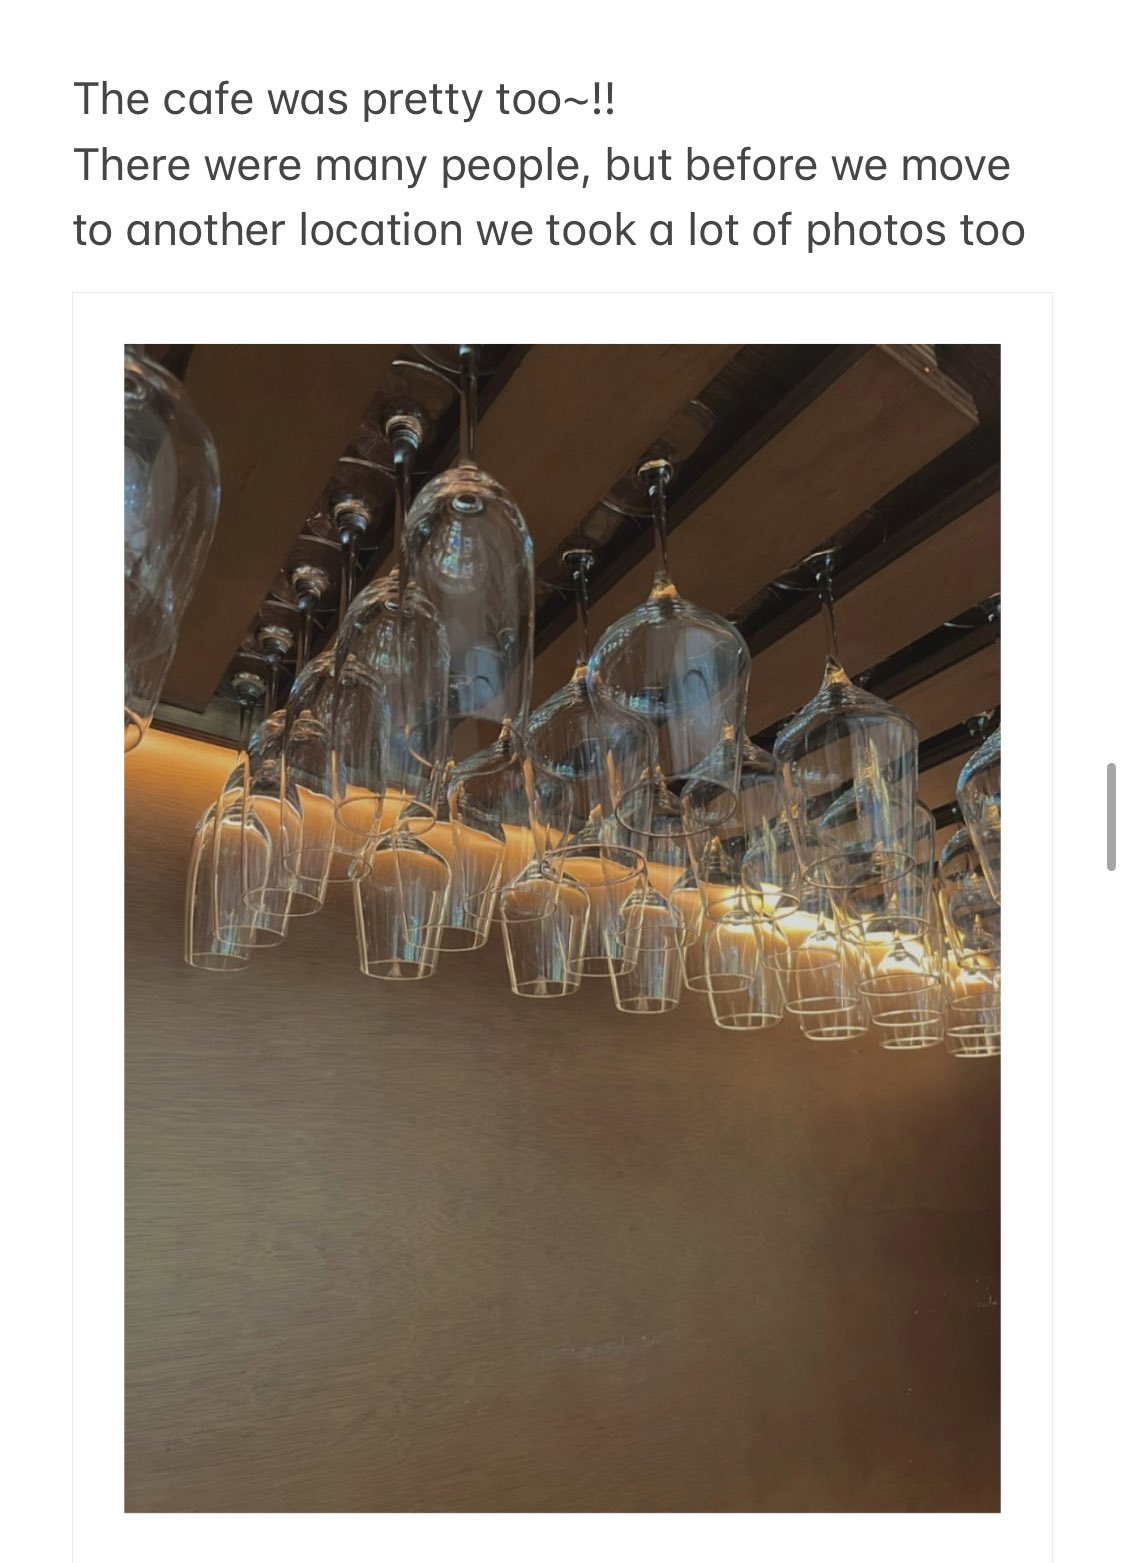 The cafe was pretty too~!!
There were many people, but before we move
to another location we took a lot of photos too